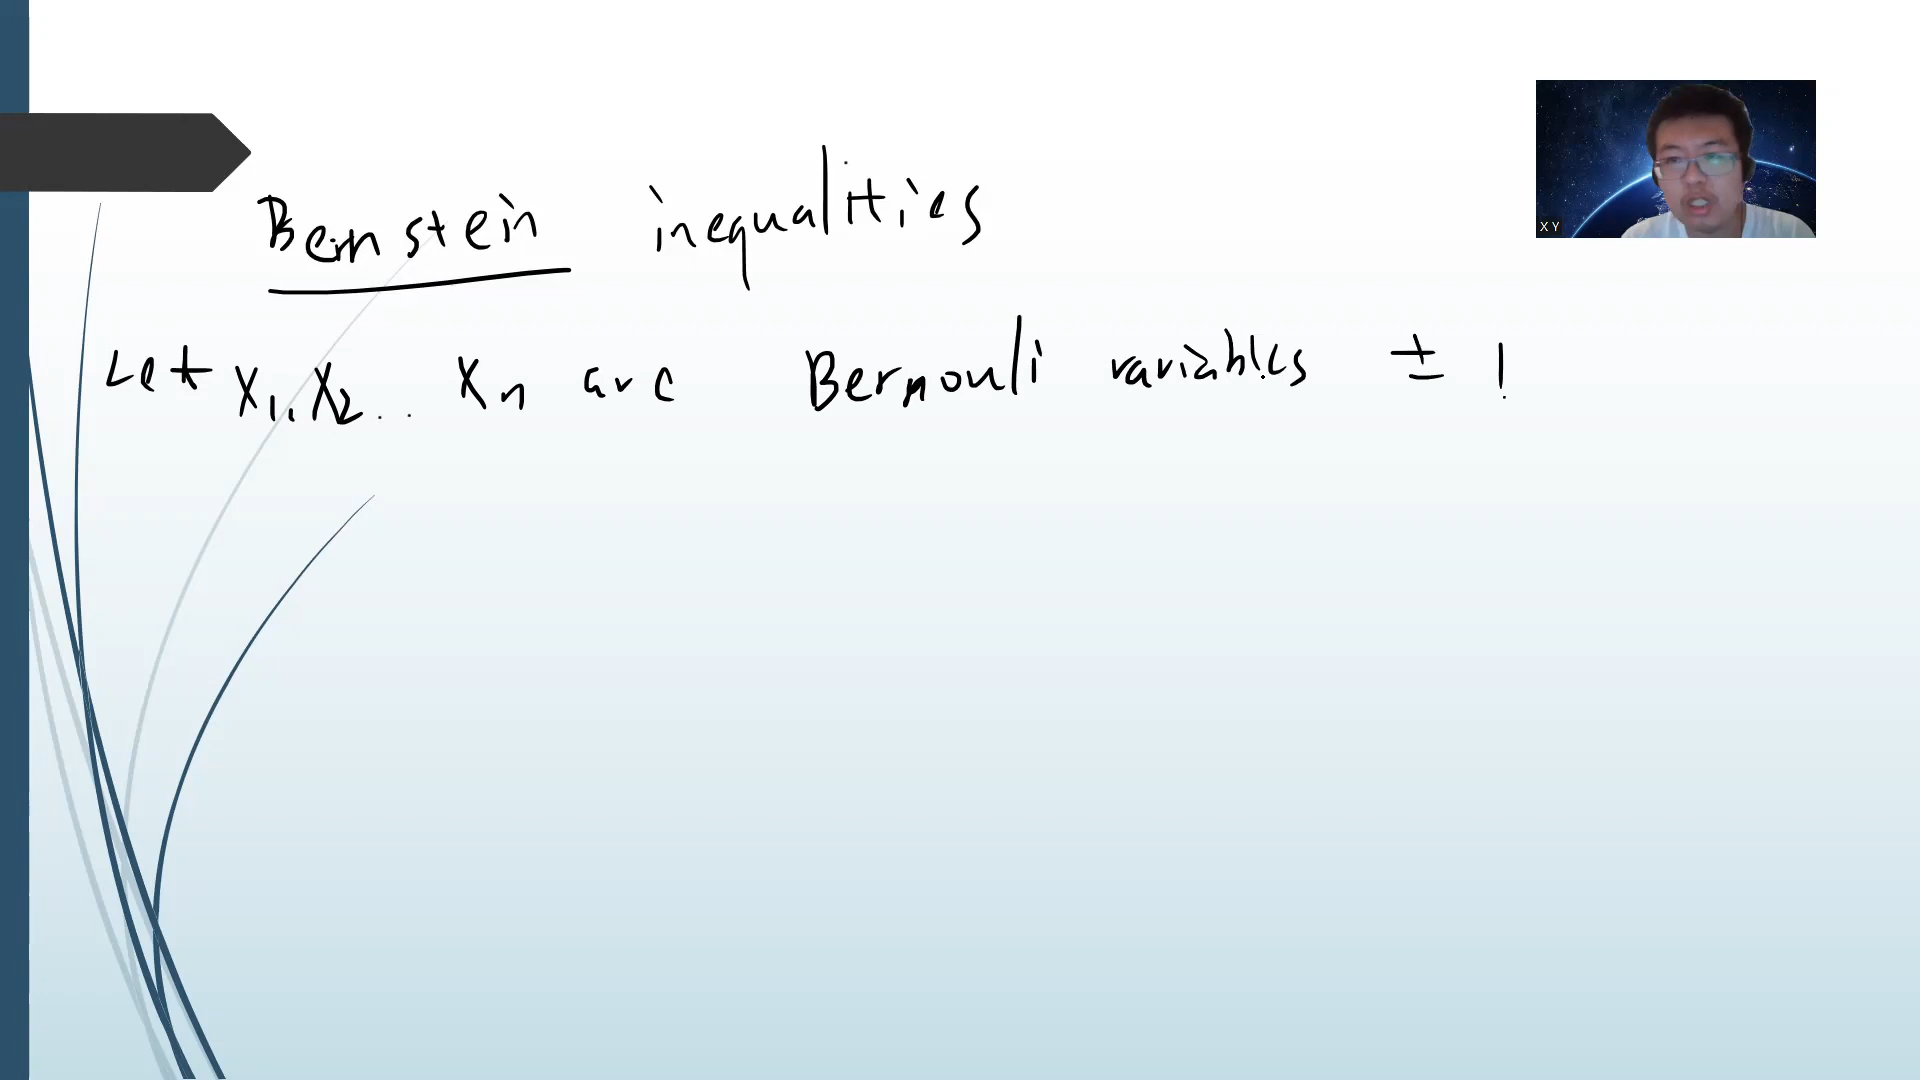 Bernstein inequalities
X Y
Let X₁, X₂ .. Xn are Bernouli variables ± 1